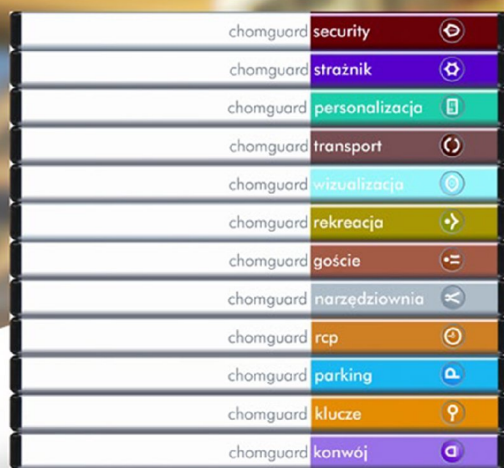 chomguard security
chomguard strażnik
chomguard personalizacja
chomguard transport
chomguard wizualizacja
chomguard rekreacja
chomguard goście
chomguard narzędziownia
chomguard rcp
chomguard parking
chomguard klucze
chomguard konwój